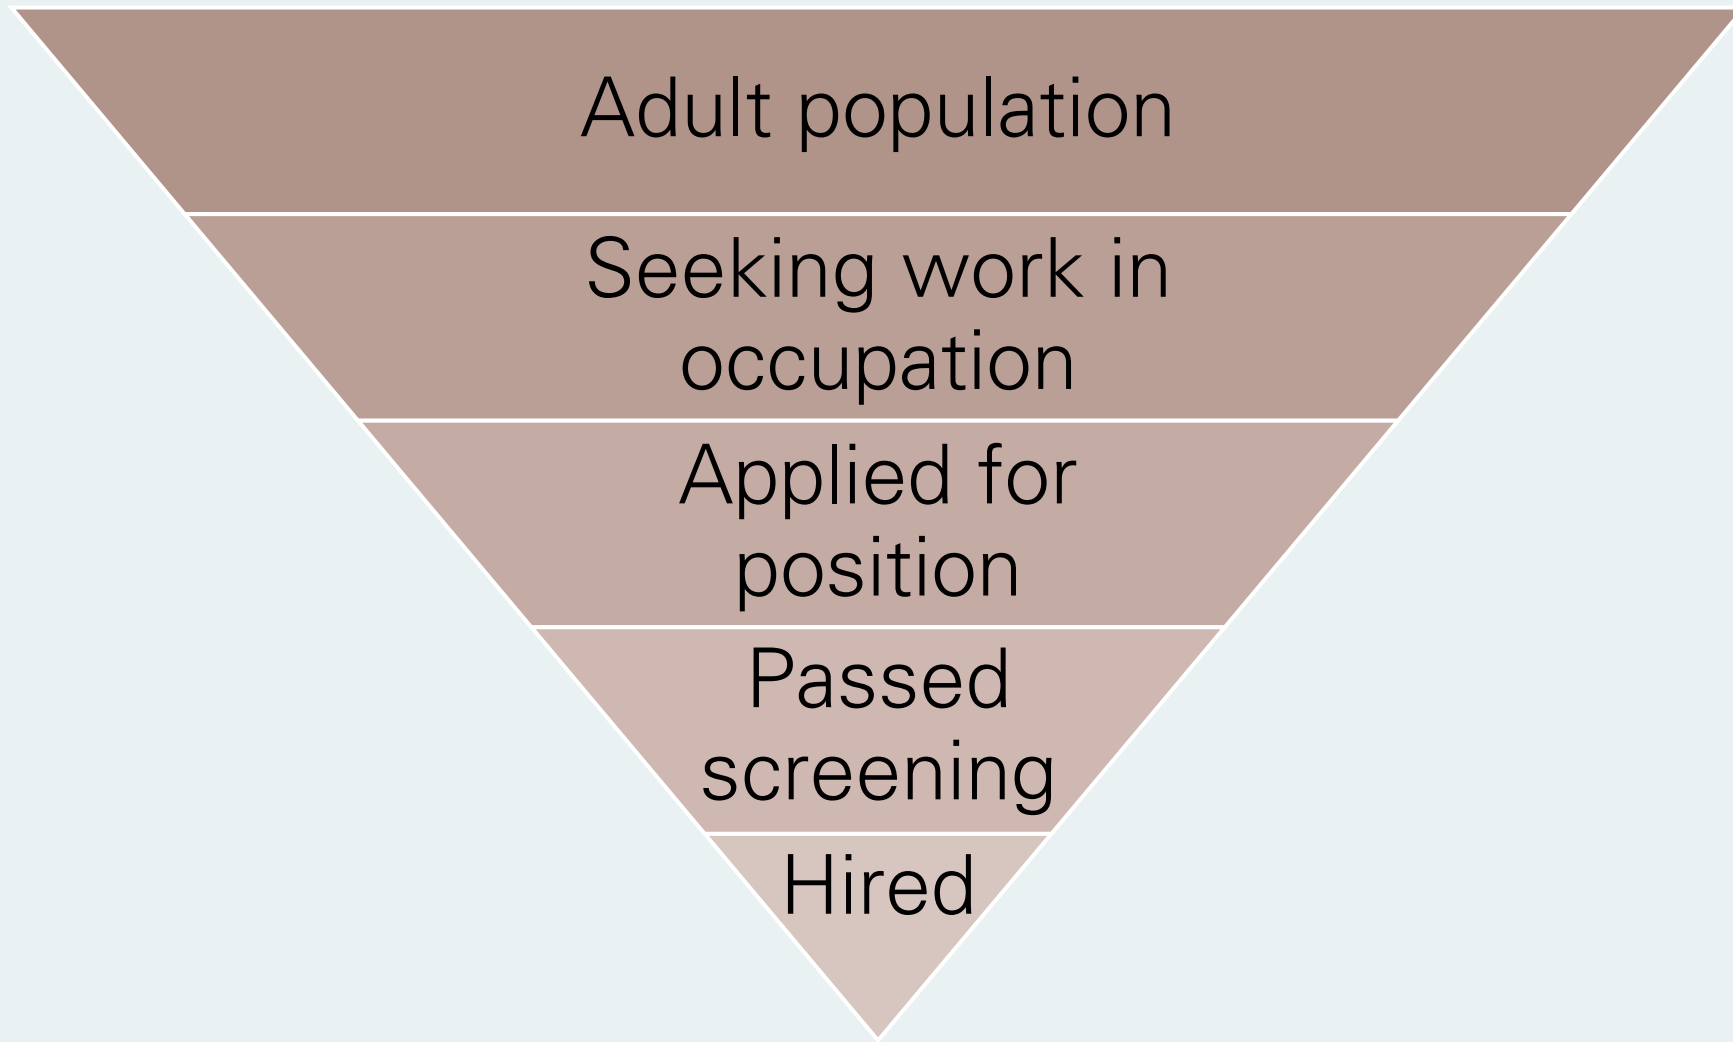 Adult population
Seeking work in
occupation
Applied for
position
Passed
screening
Hired